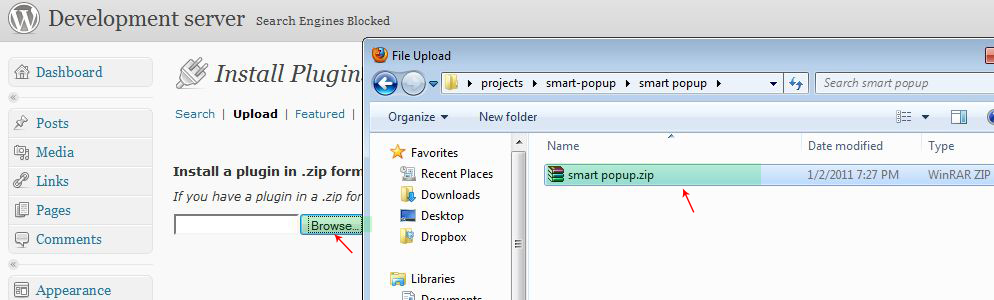 Development server Search Engines Blocked
Dashboard
Posts
Media
Links
Pages
Comments
Appearance
Install Plugin
Search | Upload | Featured |
Install a plugin in .zip form
If you have a plugin in a .zip fo
Browse...
File Upload
projects smart-popup smart popup
Search smart popup
Organize New folder
Favorites
Recent Places
Downloads
Desktop
Dropbox
Libraries
Documents
Name Date modified Type
smart popup.zip 1/2/2011 7:27 PM WinRAR ZIP